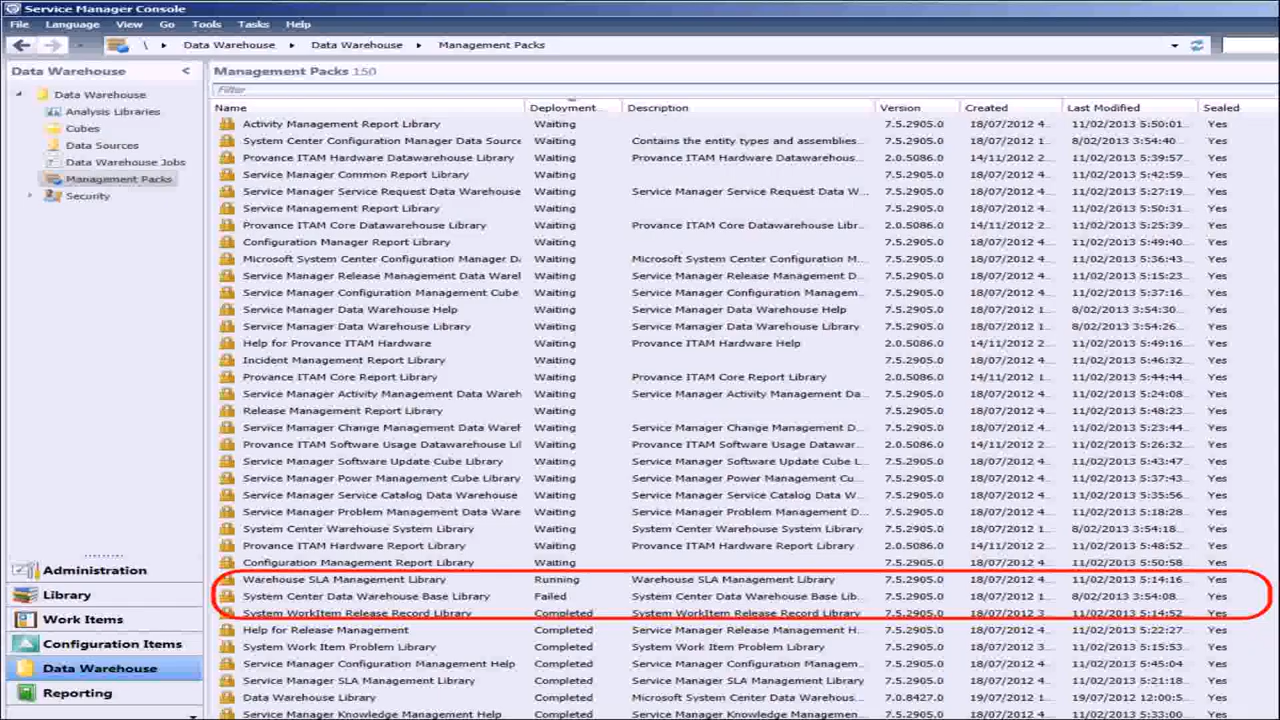 Service Manager Console
File Language View Go Tools Tasks Help
\ Data Warehouse Data Warehouse Management Packs
Data Warehouse <
Data Warehouse
Analysis Libraries
Cubes
Data Sources
Data Warehouse Jobs
Management Packs
Security
Administration
Library
Work Items
Configuration Items
Data Warehouse
Reporting
Management Packs 150
Filter
Name Deployment... Description Version Created Last Modified Sealed
Activity Management Report Library Waiting 7.5.2905.0 18/07/2012 4... 11/02/2013 5:50:01... Yes
System Center Configuration Manager Data Source Waiting Contains the entity types and assemblies... 7.5.2905.0 18/07/2012 1... 8/02/2013 3:54:40... Yes
Provance ITAM Hardware Datawarehouse Library Waiting Provance ITAM Hardware Datawarehous... 2.0.5086.0 14/11/2012 2... 11/02/2013 5:39:57... Yes
Service Manager Common Report Library Waiting 7.5.2905.0 18/07/2012 4... 11/02/2013 5:42:59... Yes
Service Manager Service Request Data Warehouse Waiting Service Manager Service Request Data W... 7.5.2905.0 18/07/2012 4... 11/02/2013 5:27:19... Yes
Service Management Report Library Waiting 7.5.2905.0 18/07/2012 4... 11/02/2013 5:50:31... Yes
Provance ITAM Core Datawarehouse Library Waiting Provance ITAM Core Datawarehouse Libr... 2.0.5086.0 14/11/2012 2... 11/02/2013 5:25:39... Yes
Configuration Manager Report Library Waiting 7.5.2905.0 18/07/2012 4... 11/02/2013 5:49:40... Yes
Microsoft System Center Configuration Manager D Waiting Microsoft System Center Configuration M... 7.5.2905.0 18/07/2012 4... 11/02/2013 5:36:43... Yes
Service Manager Release Management Data Warel Waiting Service Manager Release Management D... 7.5.2905.0 18/07/2012 4... 11/02/2013 5:15:23... Yes
Service Manager Configuration Management Cube Waiting Service Manager Configuration Managem... 7.5.2905.0 18/07/2012 4... 11/02/2013 5:37:16... Yes
Service Manager Data Warehouse Help Waiting Service Manager Data Warehouse Help 7.5.2905.0 18/07/2012 4... 8/02/2013 3:54:30... Yes
Service Manager Data Warehouse Library Waiting Service Manager Data Warehouse Library 7.5.2905.0 18/07/2012 4... 8/02/2013 3:54:26... Yes
Help for Provance ITAM Hardware Waiting Provance ITAM Hardware Help 2.0.5086.0 14/11/2012 2... 11/02/2013 5:49:16... Yes
Incident Management Report Library Waiting 7.5.2905.0 18/07/2012 4... 11/02/2013 5:46:32... Yes
Provance ITAM Core Report Library Waiting Provance ITAM Core Report Library 2.0.5086.0 14/11/2012 1... 11/02/2013 5:44:44... Yes
Service Manager Activity Management Data Wareh Waiting Service Manager Activity Management Da... 7.5.2905.0 18/07/2012 4... 11/02/2013 5:24:08... Yes
Release Management Report Library Waiting 7.5.2905.0 18/07/2012 4... 11/02/2013 5:48:23... Yes
Service Manager Change Management Data Waref Waiting Service Manager Change Management D... 7.5.2905.0 18/07/2012 4... 11/02/2013 5:23:44... Yes
Provance ITAM Software Usage Datawarehouse Lil Waiting Provance ITAM Software Usage Datawar... 2.0.5086.0 14/11/2012 2... 11/02/2013 5:26:32... Yes
Service Manager Software Update Cube Library Waiting Service Manager Software Update Cube L... 7.5.2905.0 18/07/2012 4... 11/02/2013 5:43:47... Yes
Service Manager Power Management Cube Library Waiting Service Manager Power Management Cu... 7.5.2905.0 18/07/2012 4... 11/02/2013 5:37:43... Yes
Service Manager Service Catalog Data Warehouse Waiting Service Manager Service Catalog Data W... 7.5.2905.0 18/07/2012 4... 11/02/2013 5:35:56... Yes
Service Manager Problem Management Data Ware Waiting Service Manager Problem Management D... 7.5.2905.0 18/07/2012 4... 11/02/2013 5:18:28... Yes
System Center Warehouse System Library Waiting System Center Warehouse System Library 7.5.2905.0 18/07/2012 1... 8/02/2013 3:54:18... Yes
Provance ITAM Hardware Report Library Waiting Provance ITAM Hardware Report Library 2.0.5086.0 14/11/2012 2... 11/02/2013 5:48:52... Yes
Configuration Management Report Library Waiting 7.5.2905.0 18/07/2012 4... 11/02/2013 5:50:58... Yes
Warehouse SLA Management Library Running Warehouse SLA Management Library 7.5.2905.0 18/07/2012 4... 11/02/2013 5:14:16... Yes
System Center Data Warehouse Base Library Failed System Center Data Warehouse Base Lib... 7.5.2905.0 18/07/2012 1... 8/02/2013 3:54:08... Yes
System WorkItem Release Record Library Completed System WorkItem Release Record Library 7.5.2905.0 18/07/2012 3... 11/02/2013 5:14:52... Yes
Help for Release Management Completed Service Manager Release Management H... 7.5.2905.0 18/07/2012 4... 11/02/2013 5:22:27... Yes
System Work Item Problem Library Completed System Work Item Problem Library 7.5.2905.0 18/07/2012 3... 11/02/2013 5:15:53... Yes
Service Manager Configuration Management Help Completed Service Manager Configuration Managem... 7.5.2905.0 18/07/2012 4... 11/02/2013 5:45:04... Yes
Service Manager SLA Management Library Completed Service Manager SLA Management Library 7.5.2905.0 18/07/2012 4... 11/02/2013 5:21:18... Yes
Data Warehouse Library Completed Microsoft System Center Data Warehous... 7.0.8427.0 19/07/2012 1... 19/07/2012 12:00:5... Yes
Service Manager Knowledge Management Help Completed Service Manager Knowledge Managemen... 7.5.2905.0 18/07/2012 4... 11/02/2013 5:45:31... Yes